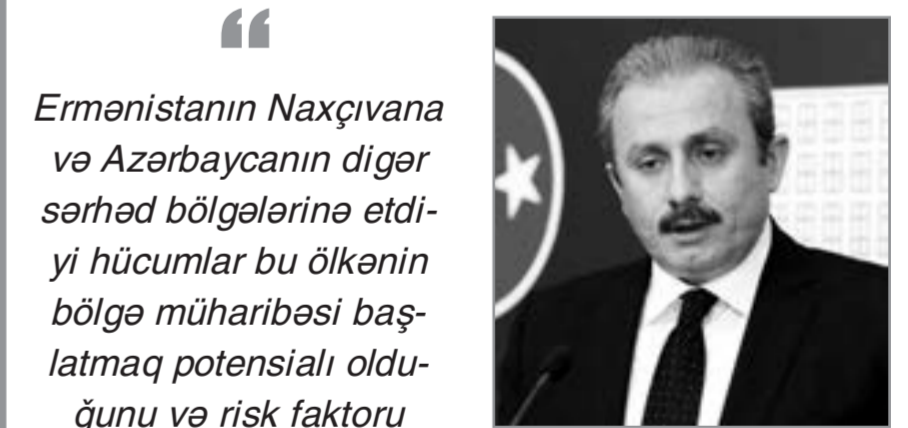 “
Ermənistanın Naxçıvana
və Azərbaycanın digər
sərhəd bölgələrinə etdi-
yi hücumlar bu ölkənin
bölgə müharibəsi baş-
latmaq potensialı oldu-
ğunu və risk faktoru